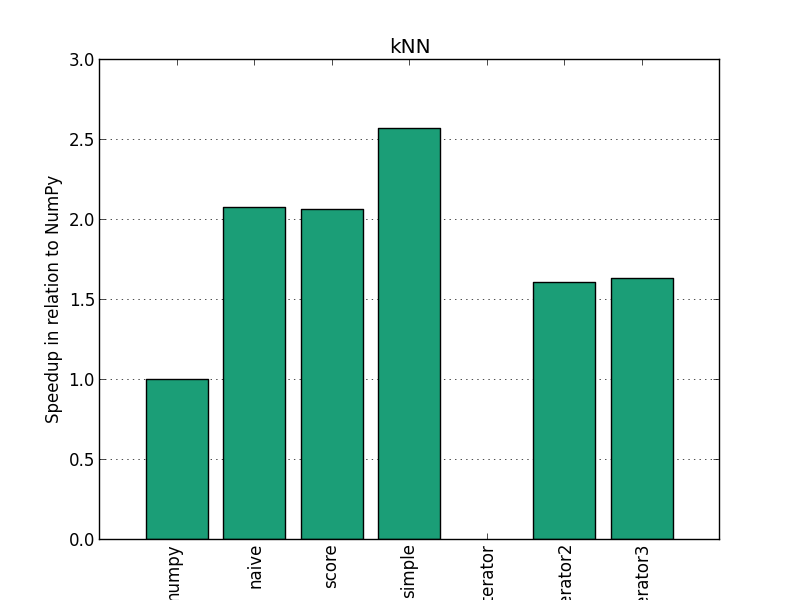 kNN
Speedup in relation to NumPy
3.0
2.5
2.0
1.5
1.0
0.5
0.0
numpy
naive
score
simple
terator
erator2
erator3